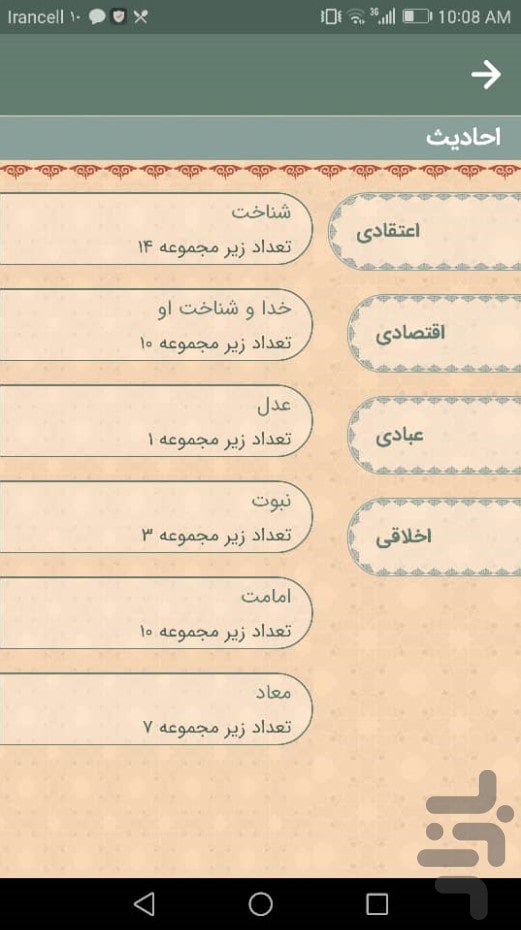 Irancell ۱۰ 3G 10:08 AM
احادیث
اعتقادی
اقتصادی
عبادی
اخلاقی
شناخت
تعداد زیر مجموعه ۱۴
خدا و شناخت او
تعداد زیر مجموعه ۱۰
عدل
تعداد زیر مجموعه ۱
نبوت
تعداد زیر مجموعه ۳
امامت
تعداد زیر مجموعه ۱۰
معاد
تعداد زیر مجموعه ۷